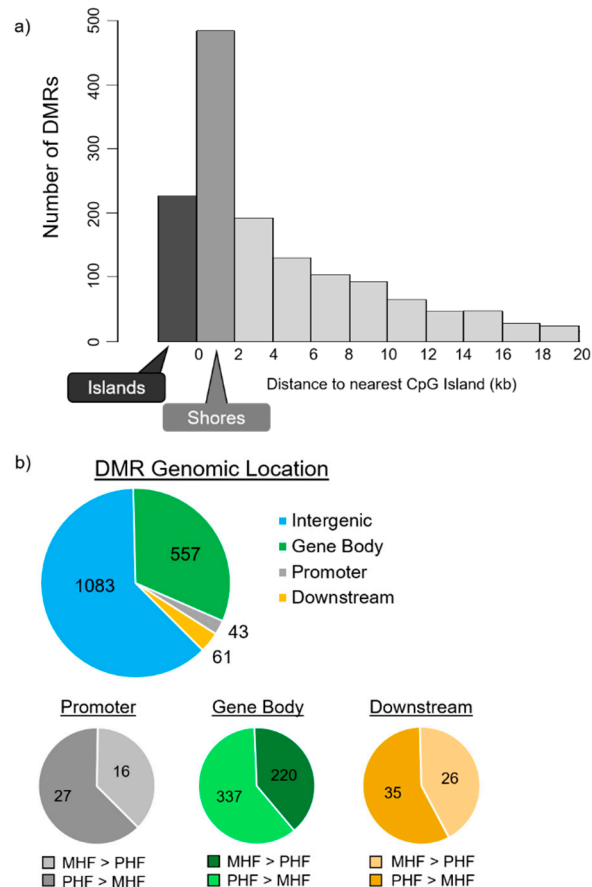 a)
Number of DMRs
500
400
300
200
100
0
0 2 4 6 8 10 12 14 16 18 20
Islands
Distance to nearest CpG Island (kb)
Shores
b)
DMR Genomic Location
1083
557
43
61
Intergenic
Gene Body
Promoter
Downstream
Promoter
27
16
MHF > PHF
PHF > MHF
Gene Body
337
220
MHF > PHF
PHF > MHF
Downstream
35
26
MHF > PHF
PHF > MHF